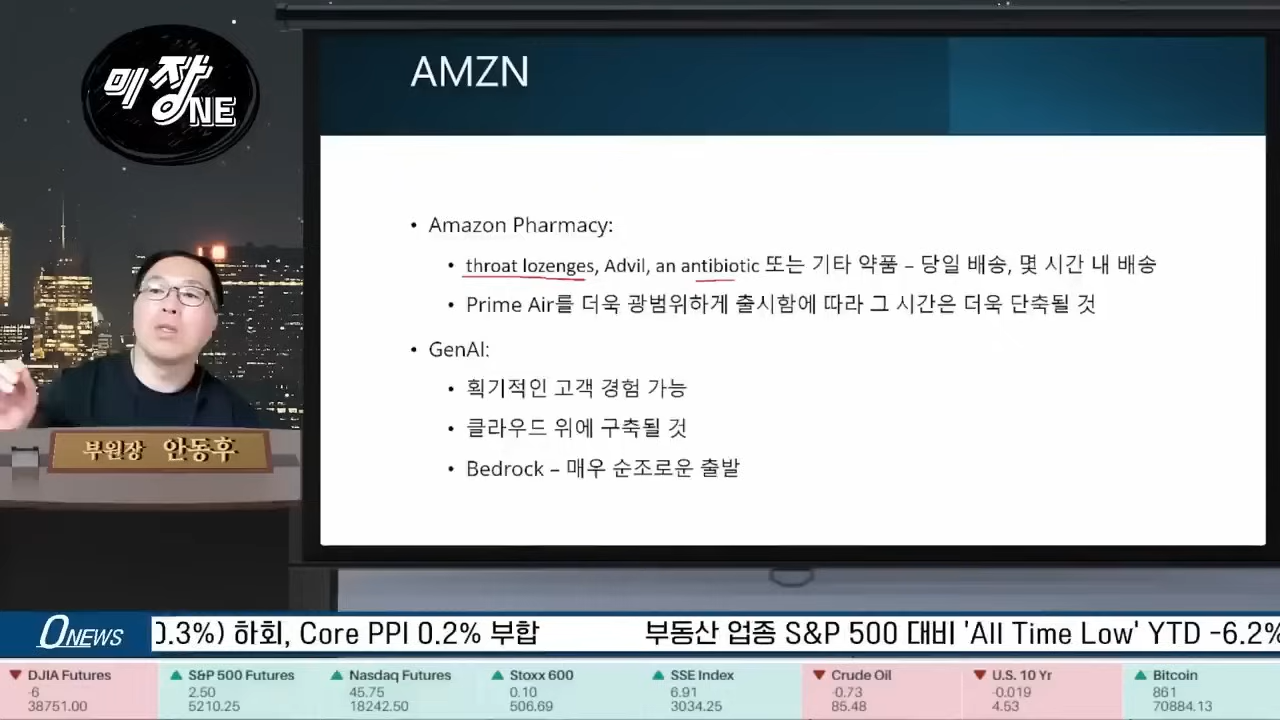 미장
NE
AMZN
• Amazon Pharmacy:
• throat lozenges, Advil, an antibiotic 또는 기타 약품 – 당일 배송, 몇 시간 내 배송
• Prime Air를 더욱 광범위하게 출시함에 따라 그 시간은 더욱 단축될 것
• GenAI:
• 획기적인 고객 경험 가능
• 클라우드 위에 구축될 것
• Bedrock – 매우 순조로운 출발
부원장 안동후
ONEWS
0.3%) 하회, Core PPI 0.2% 부합 부동산 업종 S&P 500 대비 'All Time Low' YTD -6.2%
▼ DJIA Futures
-6
38751.00
▲ S&P 500 Futures
2.50
5210.25
▲ Nasdaq Futures
45.75
18242.50
▲ Stoxx 600
0.10
506.69
▲ SSE Index
6.91
3034.25
▼ Crude Oil
-0.73
85.48
▼ U.S. 10 Yr
-0.019
4.53
▲ Bitcoin
861
70884.13